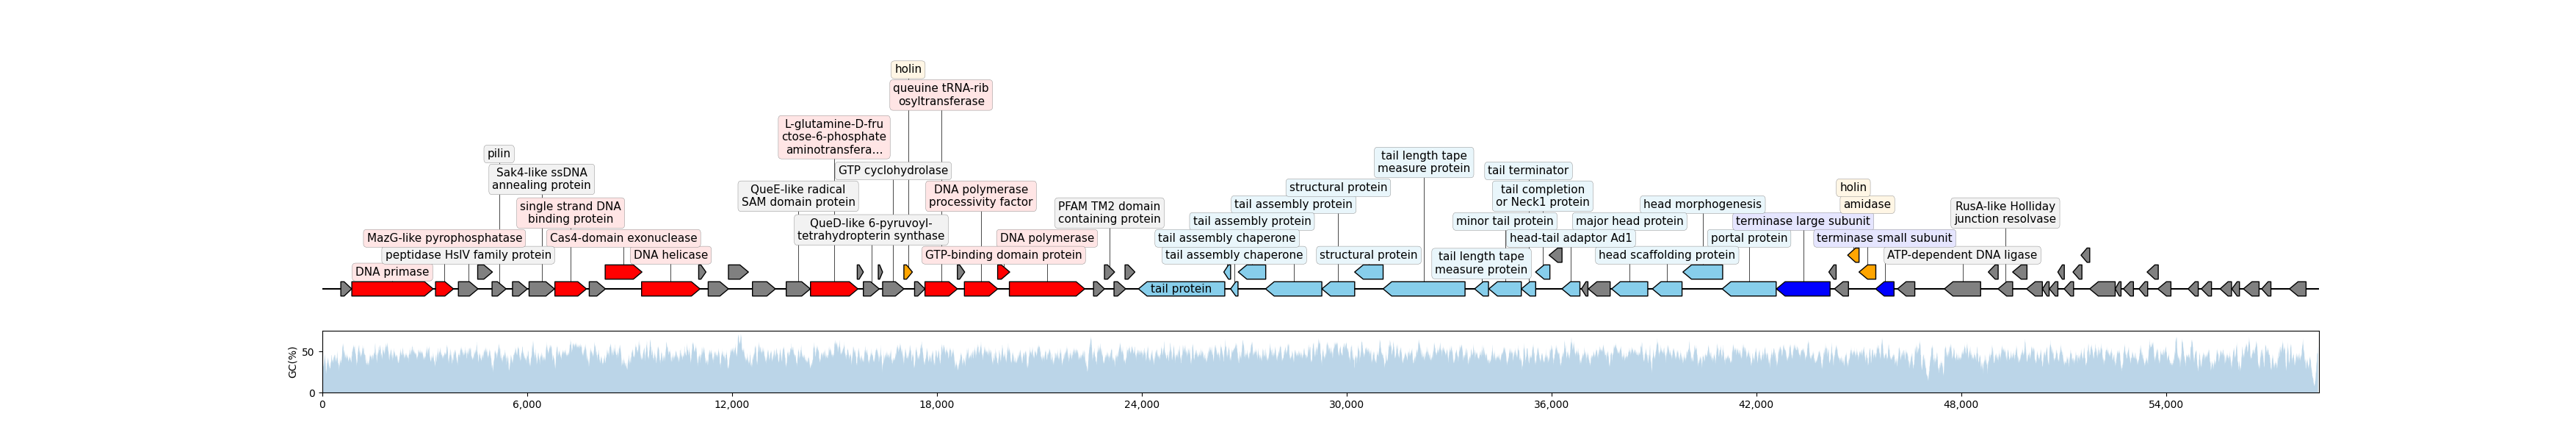 holin
queuine tRNA-rib
osyltransferase
L-glutamine-D-fru
ctose-6-phosphate
aminotransfera...
pilin
Sak4-like ssDNA
annealing protein
GTP cyclohydrolase
tail length tape
measure protein
tail terminator
QueE-like radical
SAM domain protein
DNA polymerase
processivity factor
structural protein
tail completion
or Neck1 protein
holin
single strand DNA
binding protein
PFAM TM2 domain
containing protein
tail assembly protein
head morphogenesis
amidase
RusA-like Holliday
junction resolvase
QueD-like 6-pyruvoyl-
tetrahydropterin synthase
tail assembly protein
minor tail protein
major head protein
terminase large subunit
MazG-like pyrophosphatase
Cas4-domain exonuclease
DNA polymerase
tail assembly chaperone
head-tail adaptor Ad1
portal protein
terminase small subunit
peptidase HslV family protein
DNA helicase
GTP-binding domain protein
tail assembly chaperone
structural protein
tail length tape
measure protein
head scaffolding protein
ATP-dependent DNA ligase
DNA primase
tail protein
GC(%)
50
0
0
6,000
12,000
18,000
24,000
30,000
36,000
42,000
48,000
54,000